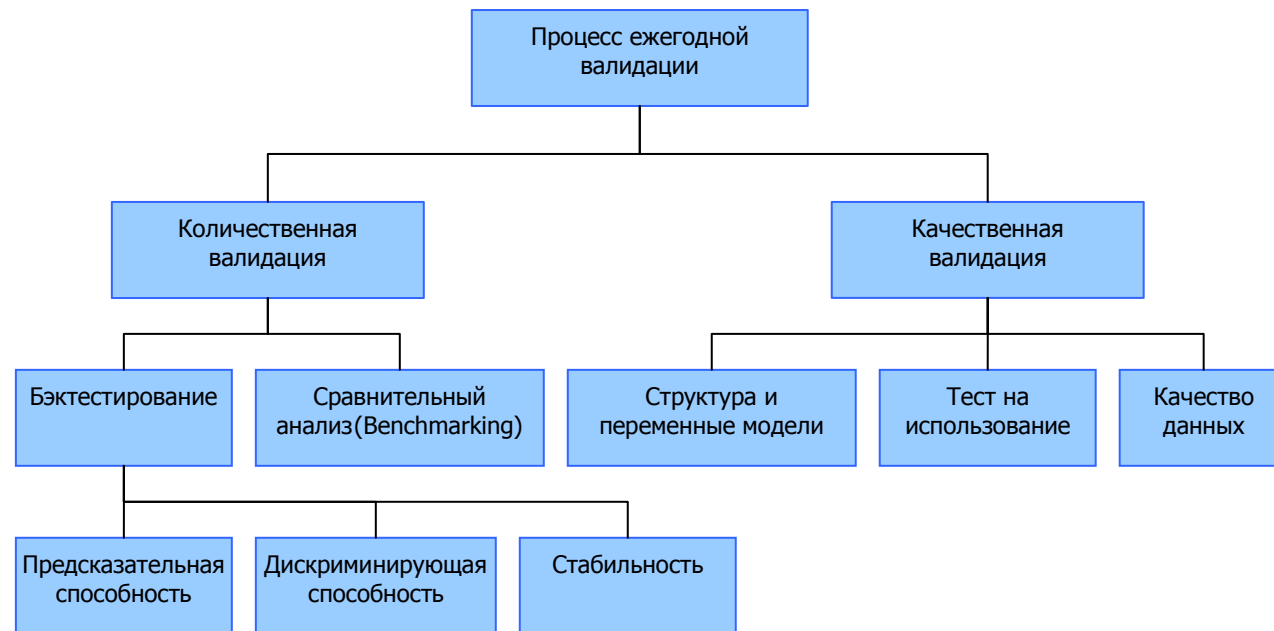 Процесс ежегодной
валидации
Количественная
валидация
Качественная
валидация
Бэктестирование
Сравнительный
анализ(Benchmarking)
Структура и
переменные модели
Тест на
использование
Качество
данных
Предсказательная
способность
Дискриминирующая
способность
Стабильность